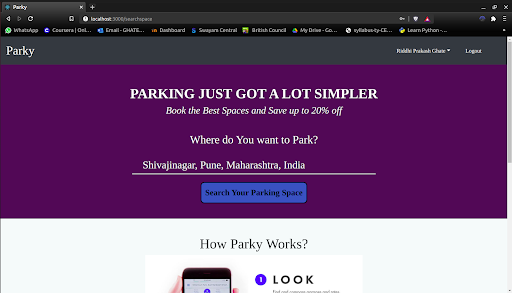 Parky
localhost:3000/searchspace
WhatsApp
Coursera | Onl...
Email - GHATE...
Dashboard
Swayam Central
British Council
My Drive - Go...
syllabus-ty-CE...
Learn Python -...
Parky
Riddhi Prakash Ghate
Logout
PARKING JUST GOT A LOT SIMPLER
Book the Best Spaces and Save up to 20% off
Where do You want to Park?
Shivajinagar, Pune, Maharashtra, India
Search Your Parking Space
How Parky Works?
1 LOOK